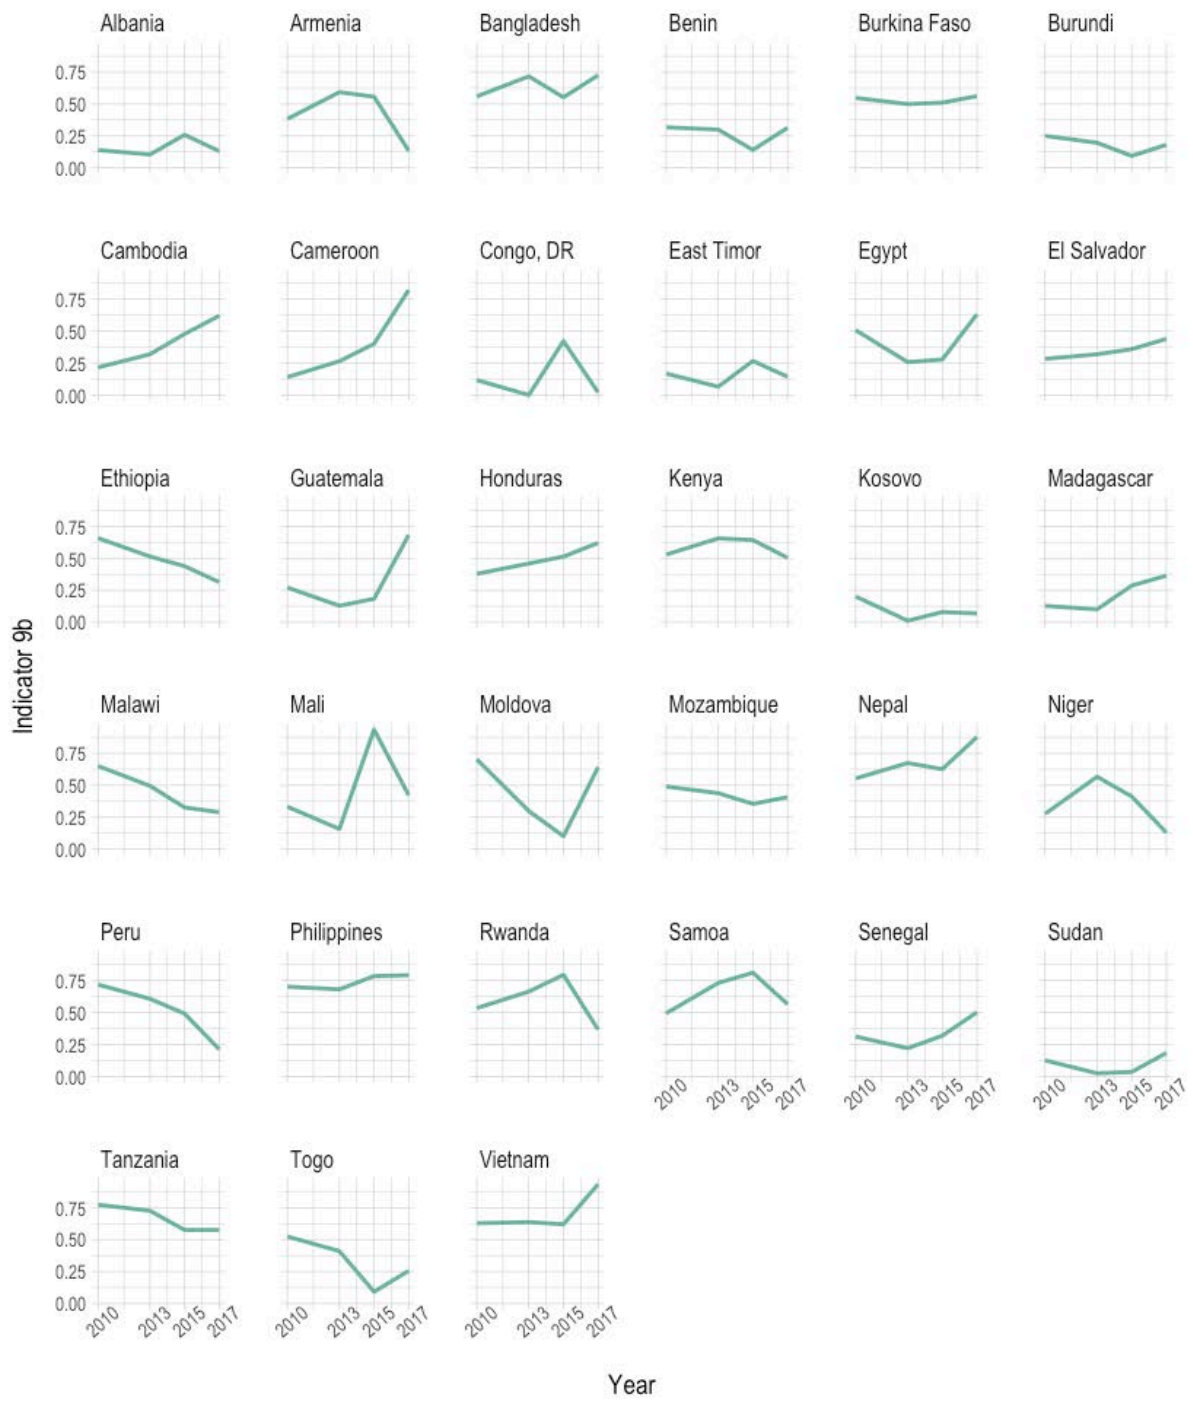 Albania Armenia Bangladesh Benin Burkina Faso Burundi
0.75
0.50
0.25
0.00
Cambodia Cameroon Congo, DR East Timor Egypt El Salvador
0.75
0.50
0.25
0.00
Ethiopia Guatemala Honduras Kenya Kosovo Madagascar
0.75
0.50
0.25
0.00
Indicator 9b
Malawi Mali Moldova Mozambique Nepal Niger
0.75
0.50
0.25
0.00
Peru Philippines Rwanda Samoa Senegal Sudan
0.75
0.50
0.25
0.00
2010 2013 2015 2017 2010 2013 2015 2017 2010 2013 2015 2017
Tanzania Togo Vietnam
0.75
0.50
0.25
0.00
2010 2013 2015 2017 2010 2013 2015 2017 2010 2013 2015 2017
Year